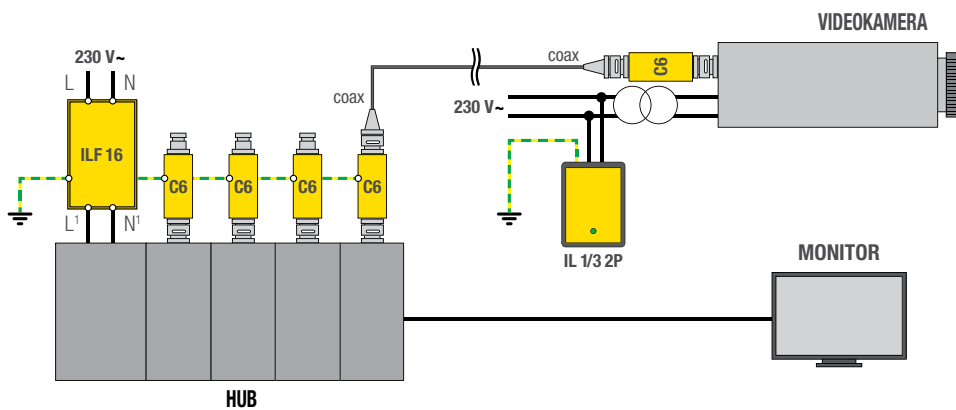 VIDEOKAMERA
230 V~
L N
coax
C6
coax
230 V~
ILF 16
C6
C6
C6
C6
L¹ N¹
IL 1/3 2P
MONITOR
HUB